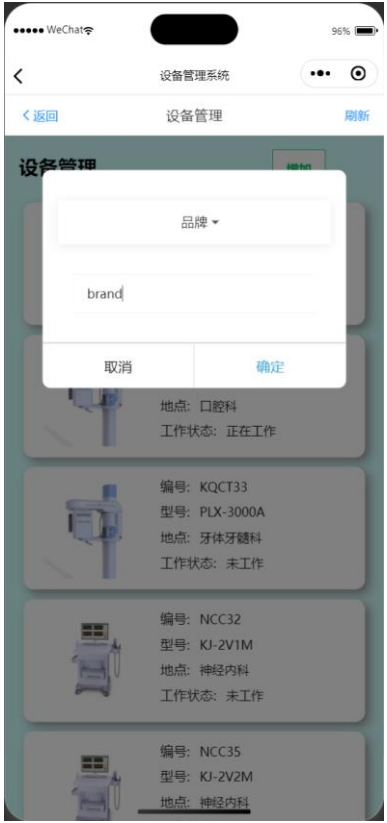 WeChat
96%
设备管理系统
返回
设备管理
刷新
设备管理
增加
品牌
brand
取消
确定
地点: 口腔科
工作状态: 正在工作
编号: KQCT33
型号: PLX-3000A
地点: 牙体牙髓科
工作状态: 未工作
编号: NCC32
型号: KJ-2V1M
地点: 神经内科
工作状态: 未工作
编号: NCC35
型号: KJ-2V2M
地点: 神经内科